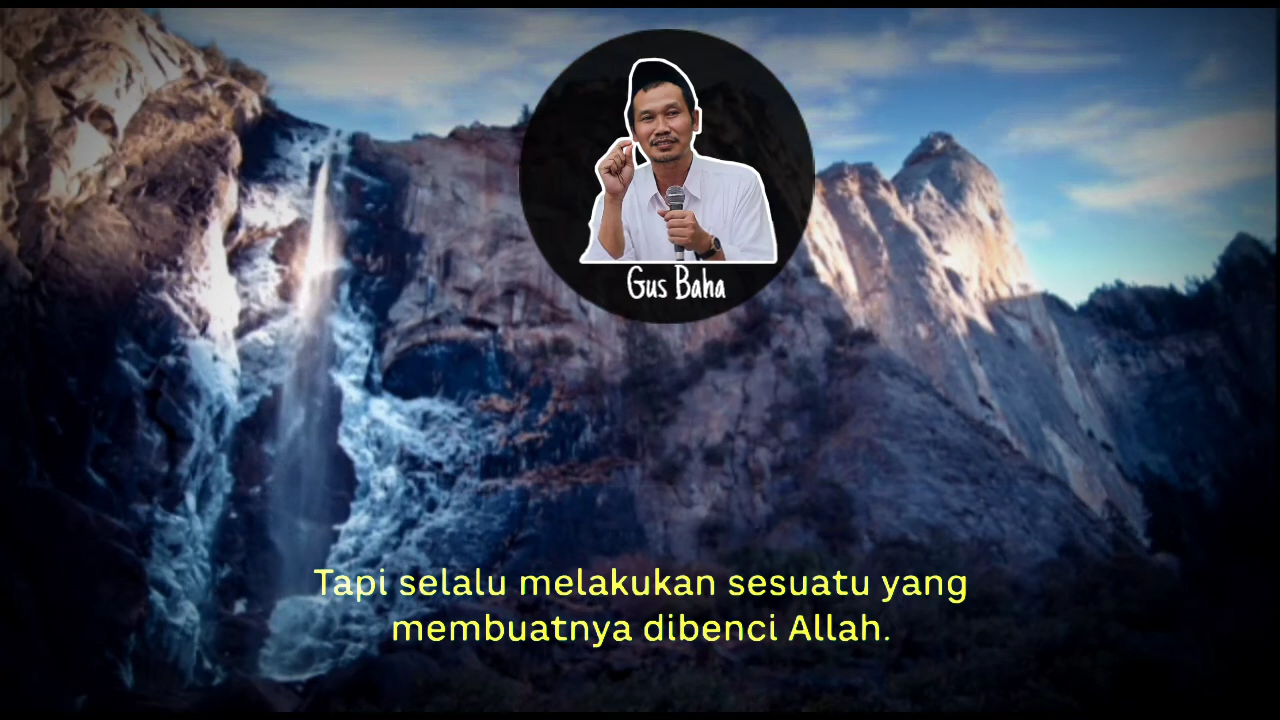 Gus Baha
Tapi selalu melakukan sesuatu yang
membuatnya dibenci Allah.